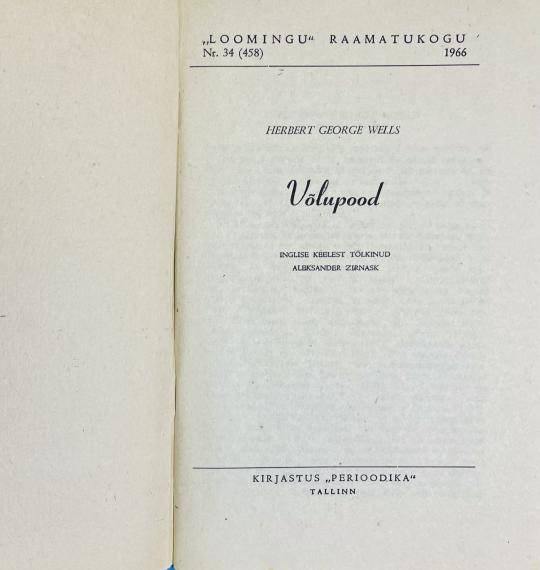 „LOOMINGU“ RAAMATUKOGU
Nr. 34 (458) 1966
HERBERT GEORGE WELLS
Võlupood
INGLISE KEELEST TÕLKINUD
ALEKSANDER ZIRNASK
KIRJASTUS „PERIOODIKA“
TALLINN